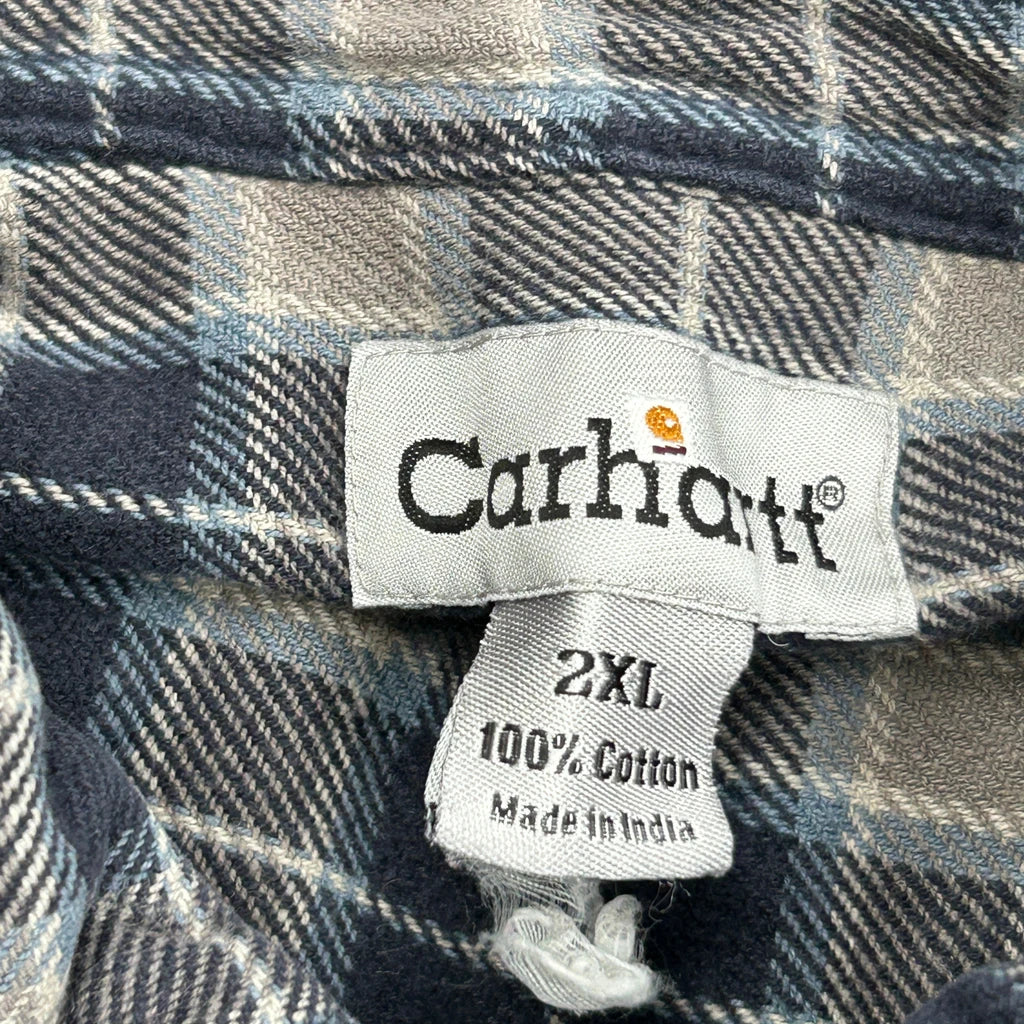 Carhartt®
2XL
100% Cotton
Made in India